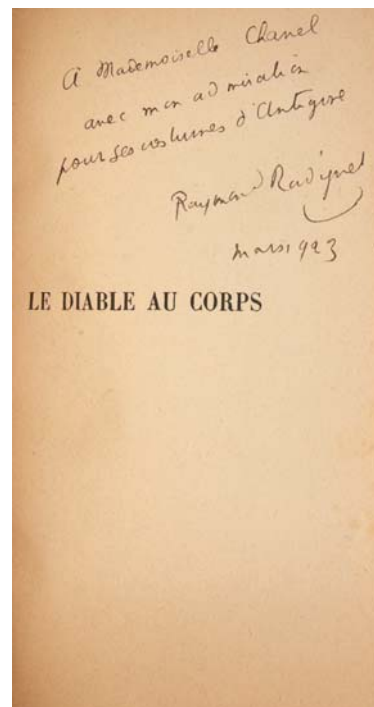 à Mademoiselle Chanel
avec mon admiration
pour ses costumes d'Antigone
Raymond Radiguet
mars 1923
LE DIABLE AU CORPS